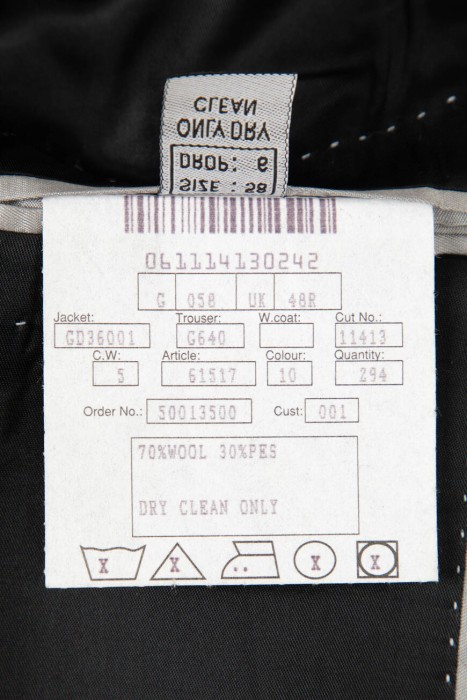 CLEAN
ONLY DRY
DROP: 6
SIZE : 58
061114130242
G 058 UK 48R
Jacket: Trouser: W.coat: Cut No.:
GD36001 G640 11413
C.W: Article: Colour: Quantity:
5 61517 10 294
Order No.: 50013500 Cust: 001
70%WOOL 30%PES
DRY CLEAN ONLY
X X X X